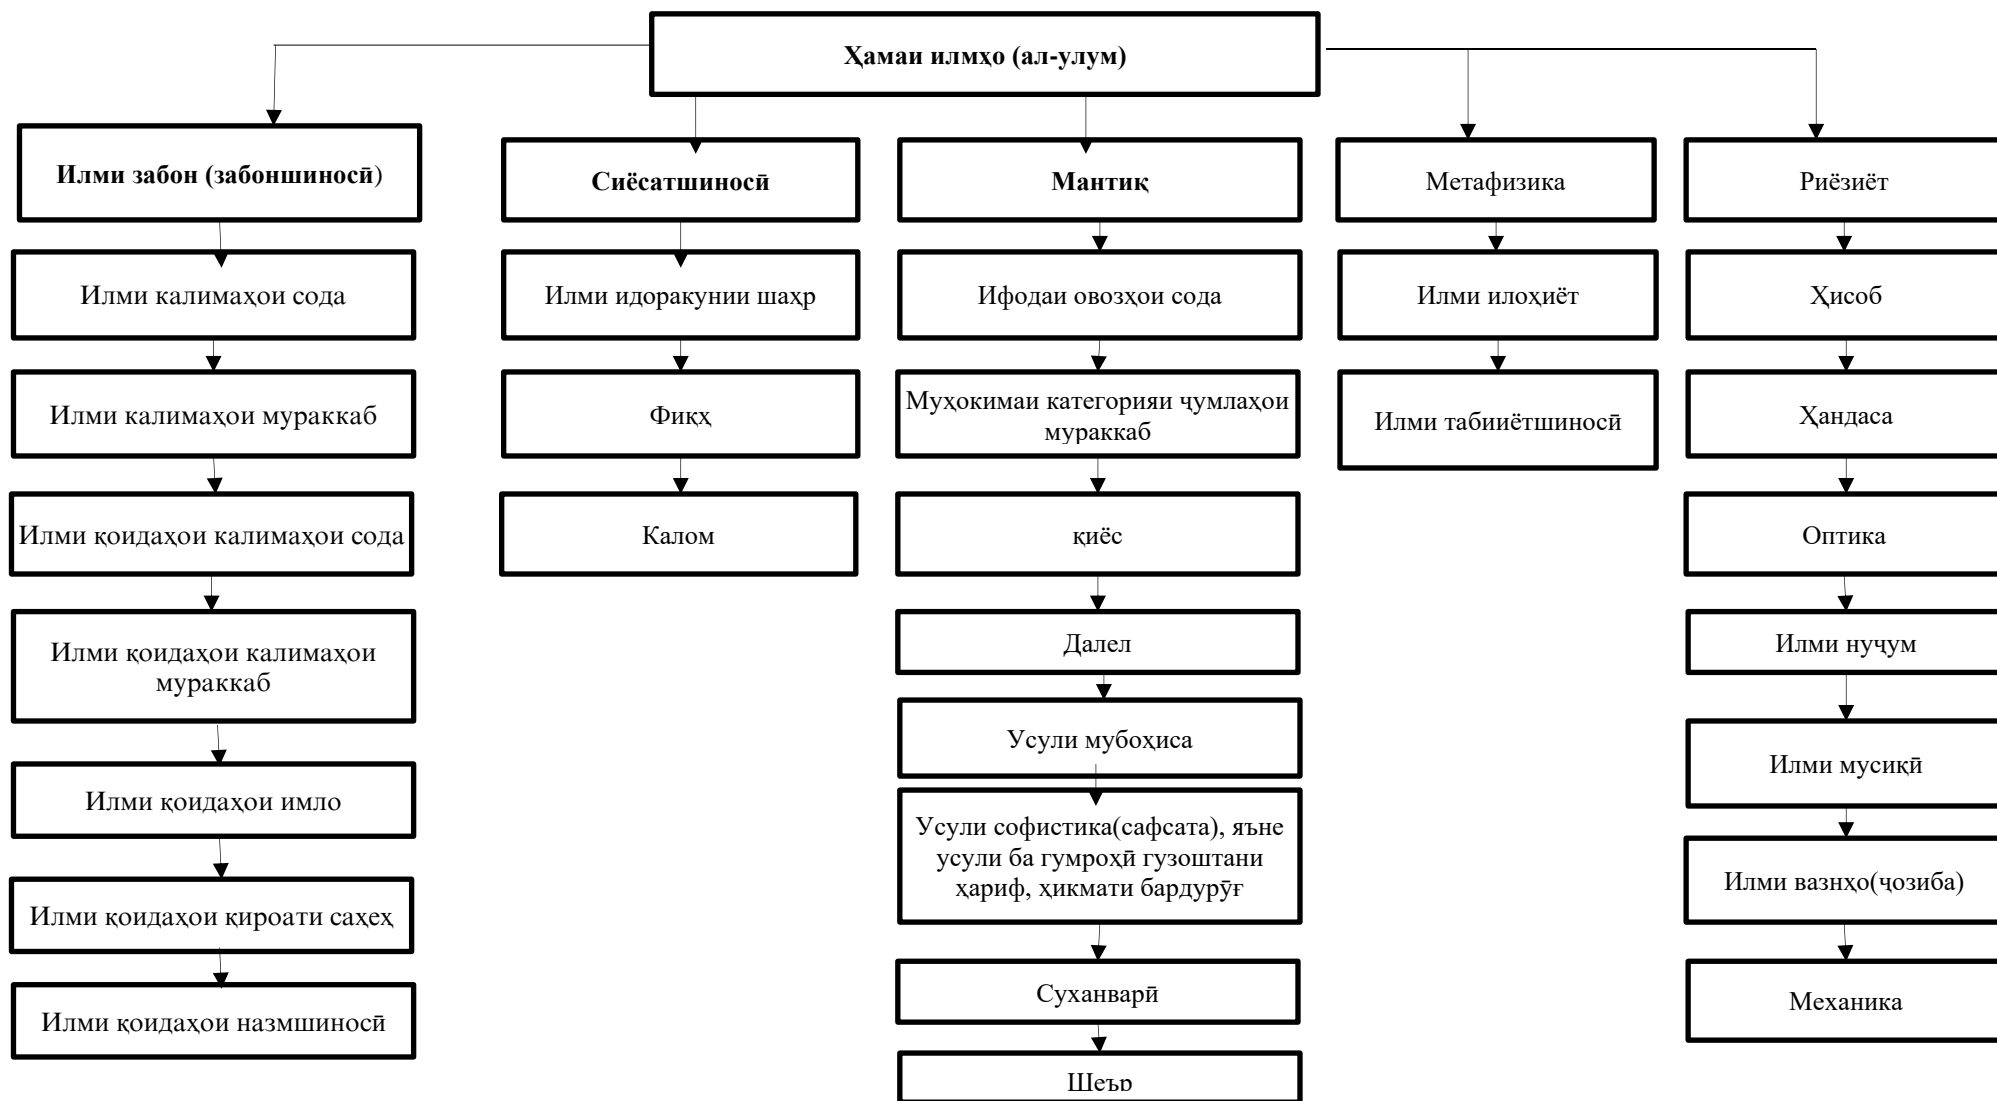 Ҳамаи илмҳо (ал-улум)
Илми забон (забоншиносӣ)
Сиёсатшиносӣ
Мантиқ
Метафизика
Риёзиёт
Илми калимаҳои сода
Илми идоракунии шаҳр
Ифодаи овозҳои сода
Илми илоҳиёт
Ҳисоб
Илми калимаҳои мураккаб
Фиқҳ
Муҳокимаи категорияи ҷумлаҳои
мураккаб
Илми табииётшиносӣ
Ҳандаса
Илми қоидаҳои калимаҳои сода
Калом
қиёс
Оптика
Илми қоидаҳои калимаҳои
мураккаб
Далел
Илми нуҷум
Усули мубоҳиса
Илми мусиқӣ
Илми қоидаҳои имло
Усули софистика(сафсата), яъне
усули ба гумроҳӣ гузоштани
ҳариф, ҳикмати бардурӯғ
Илми вазнҳо(ҷозиба)
Илми қоидаҳои қироати саҳеҳ
Суханварӣ
Механика
Илми қоидаҳои назмшиносӣ
Шеър